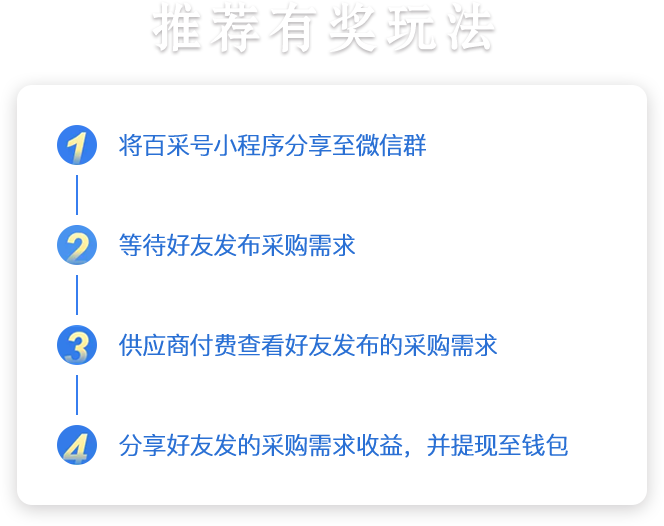 推荐有奖玩法
1 将百采号小程序分享至微信群
2 等待好友发布采购需求
3 供应商付费查看好友发布的采购需求
4 分享好友发的采购需求收益，并提现至钱包